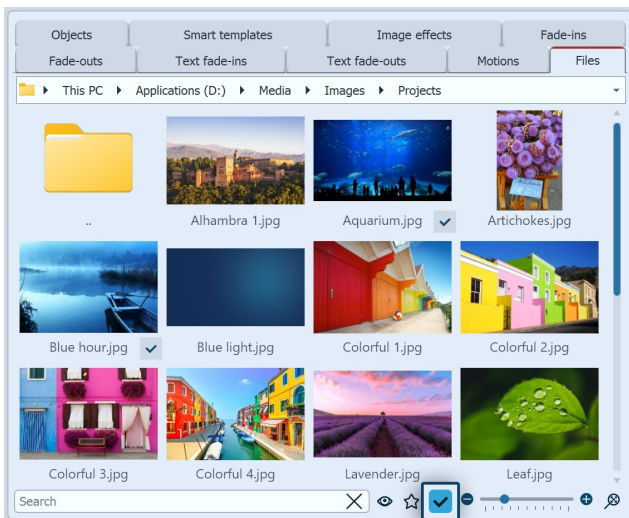 Objects Smart templates Image effects Fade-ins
Fade-outs Text fade-ins Text fade-outs Motions Files
This PC Applications (D:) Media Images Projects
.. Alhambra 1.jpg Aquarium.jpg Artichokes.jpg
Blue hour.jpg Blue light.jpg Colorful 1.jpg Colorful 2.jpg
Colorful 3.jpg Colorful 4.jpg Lavender.jpg Leaf.jpg
Search